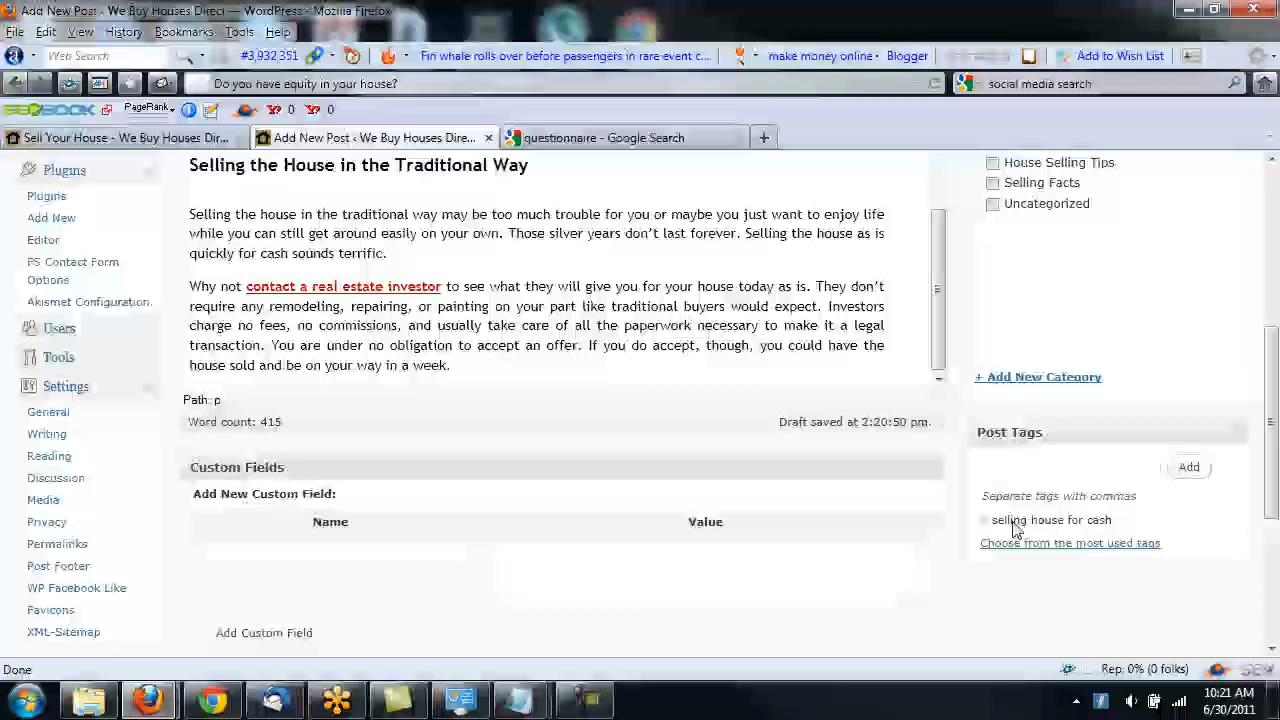 Add New Post ‹ We Buy Houses Direct — WordPress - Mozilla Firefox
File Edit View History Bookmarks Tools Help
Web Search #3,932,351 Fin whale rolls over before passengers in rare-event c... make money online - Blogger Add to Wish List
Do you have equity in your house? social media search
SEOBOOK PageRank 0 0
Sell Your House - We Buy Houses Dir... Add New Post ‹ We Buy Houses Dire... questionnaire - Google Search
Plugins
Plugins
Add New
Editor
PS Contact Form
Options
Akismet Configuration
Users
Tools
Settings
General
Writing
Reading
Discussion
Media
Privacy
Permalinks
Post Footer
WP Facebook Like
Favicons
XML-Sitemap
Selling the House in the Traditional Way
Selling the house in the traditional way may be too much trouble for you or maybe you just want to enjoy life
while you can still get around easily on your own. Those silver years don’t last forever. Selling the house as is
quickly for cash sounds terrific.
Why not contact a real estate investor to see what they will give you for your house today as is. They don’t
require any remodeling, repairing, or painting on your part like traditional buyers would expect. Investors
charge no fees, no commissions, and usually take care of all the paperwork necessary to make it a legal
transaction. You are under no obligation to accept an offer. If you do accept, though, you could have the
house sold and be on your way in a week.
Path: p
Word count: 415 Draft saved at 2:20:50 pm.
Custom Fields
Add New Custom Field:
Name Value
Add Custom Field
House Selling Tips
Selling Facts
Uncategorized
+ Add New Category
Post Tags
Add
Separate tags with commas
selling house for cash
Choose from the most used tags
Done Rep: 0% (0 folks)
10:21 AM
6/30/2011